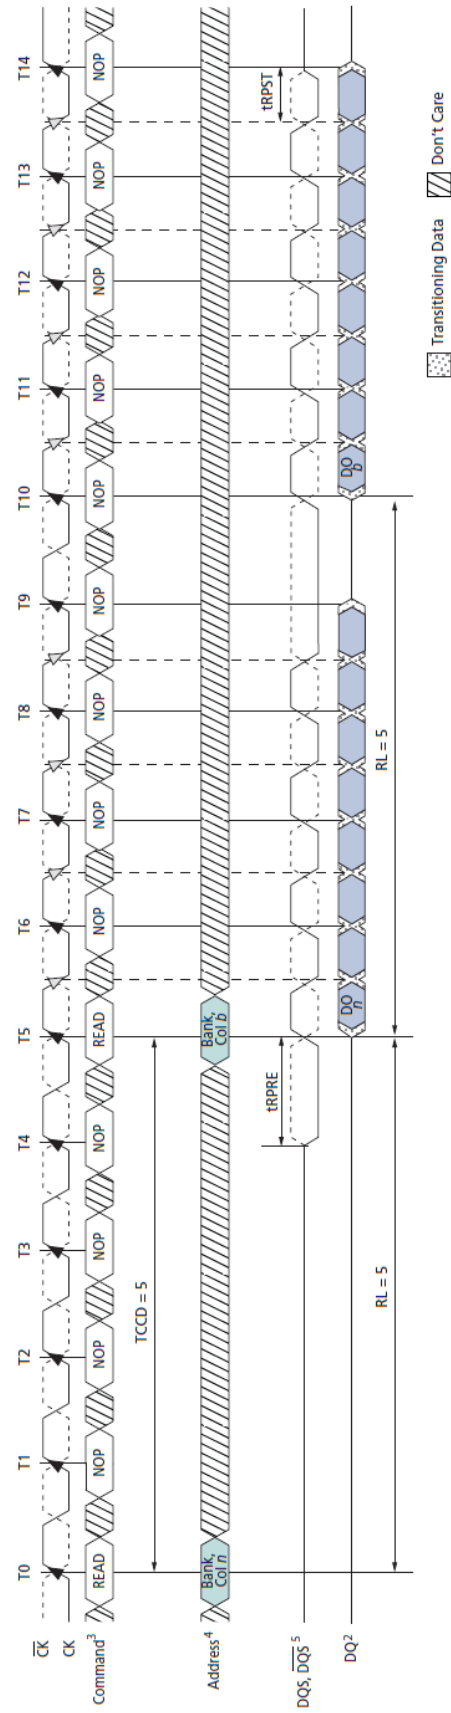 T0 T1 T2 T3 T4 T5 T6 T7 T8 T9 T10 T11 T12 T13 T14
CK
CK
Command3 READ NOP NOP NOP NOP READ NOP NOP NOP NOP NOP NOP NOP NOP NOP
TCCD = 5
Address4 Bank, Col n Bank, Col b
tRPRE tRPST
DQS, DQS 5
DQ2 DO n DO b
RL = 5 RL = 5
Transitioning Data Don't Care